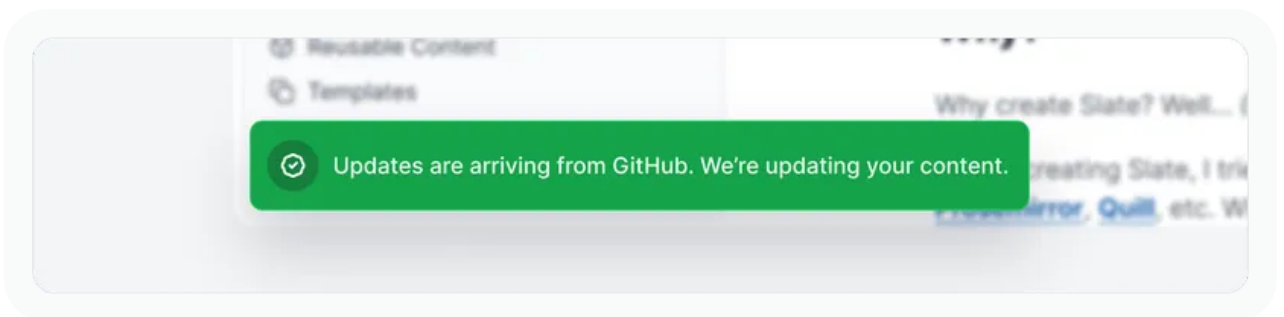 Reusable Content
Templates
Why?
Why create Slate? Well...
Updates are arriving from GitHub. We’re updating your content.
creating Slate, I
Prosemirror, Quill, etc.